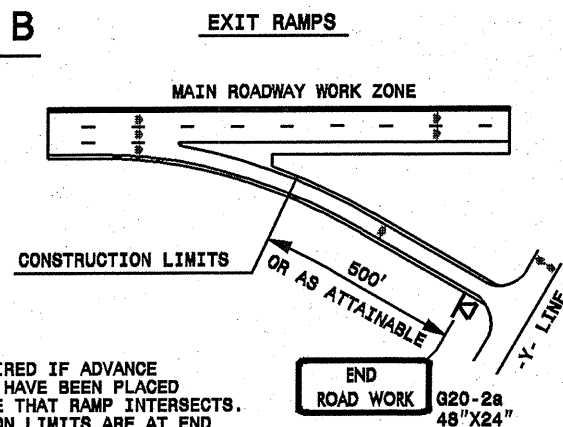 B
EXIT RAMPS
MAIN ROADWAY WORK ZONE
CONSTRUCTION LIMITS
500'
OR AS ATTAINABLE
-Y- LINE
IRED IF ADVANCE
HAVE BEEN PLACED
E THAT RAMP INTERSECTS.
ON LIMITS ARE AT END
END
ROAD WORK
G20-2a
48"X24"